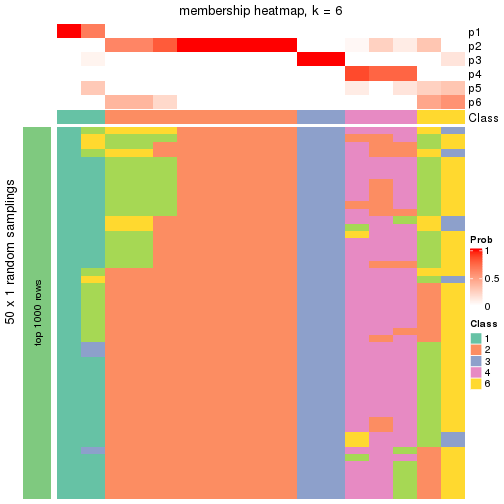 membership heatmap, k = 6
p1
p2
p3
p4
p5
p6
Class
50 x 1 random samplings
top 1000 rows
Prob
1
0.5
0
Class
1
2
3
4
6